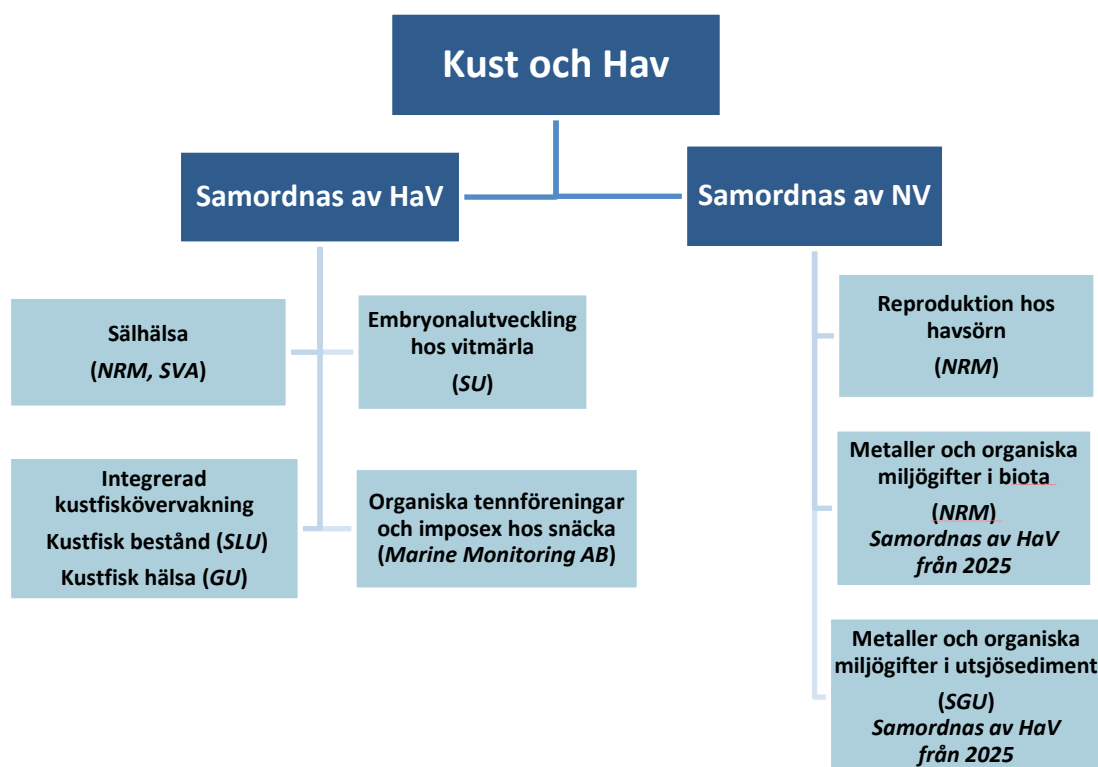 Kust och Hav
Samordnas av HaV
Samordnas av NV
Sälhälsa
(NRM, SVA)
Embryonalutveckling
hos vitmärla
(SU)
Integrerad
kustfiskövervakning
Kustfisk bestånd (SLU)
Kustfisk hälsa (GU)
Organiska tennföreningar
och imposex hos snäcka
(Marine Monitoring AB)
Reproduktion hos
havsörn
(NRM)
Metaller och organiska
miljögifter i biota
(NRM)
Samordnas av HaV
från 2025
Metaller och organiska
miljögifter i utsjösediment
(SGU)
Samordnas av HaV
från 2025